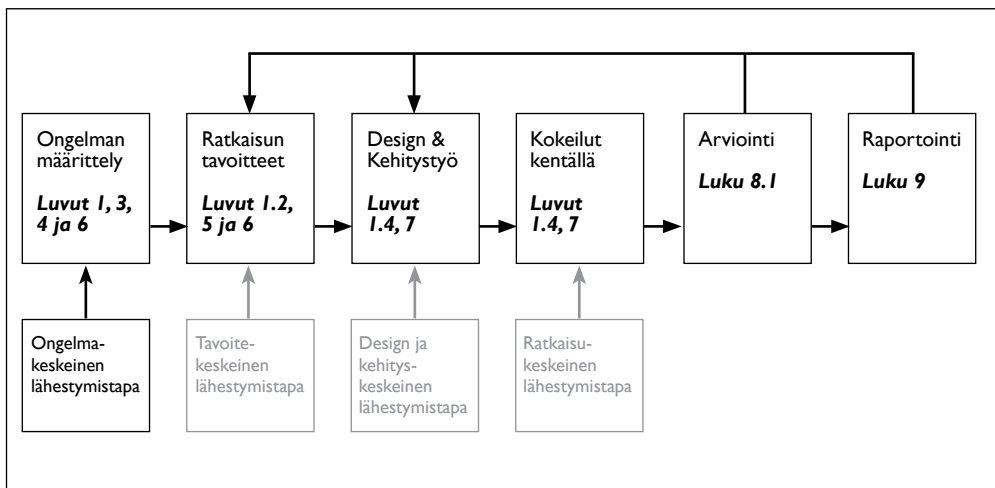 Ongelman
määrittely
Luvut 1, 3,
4 ja 6
Ratkaisun
tavoitteet
Luvut 1.2,
5 ja 6
Design &
Kehitystyö
Luvut
1.4, 7
Kokeilut
kentällä
Luvut
1.4, 7
Arviointi
Luku 8.1
Raportointi
Luku 9
Ongelma-
keskeinen
lähestymistapa
Tavoite-
keskeinen
lähestymistapa
Design ja
kehitys-
keskeinen
lähestymistapa
Ratkaisu-
keskeinen
lähestymistapa